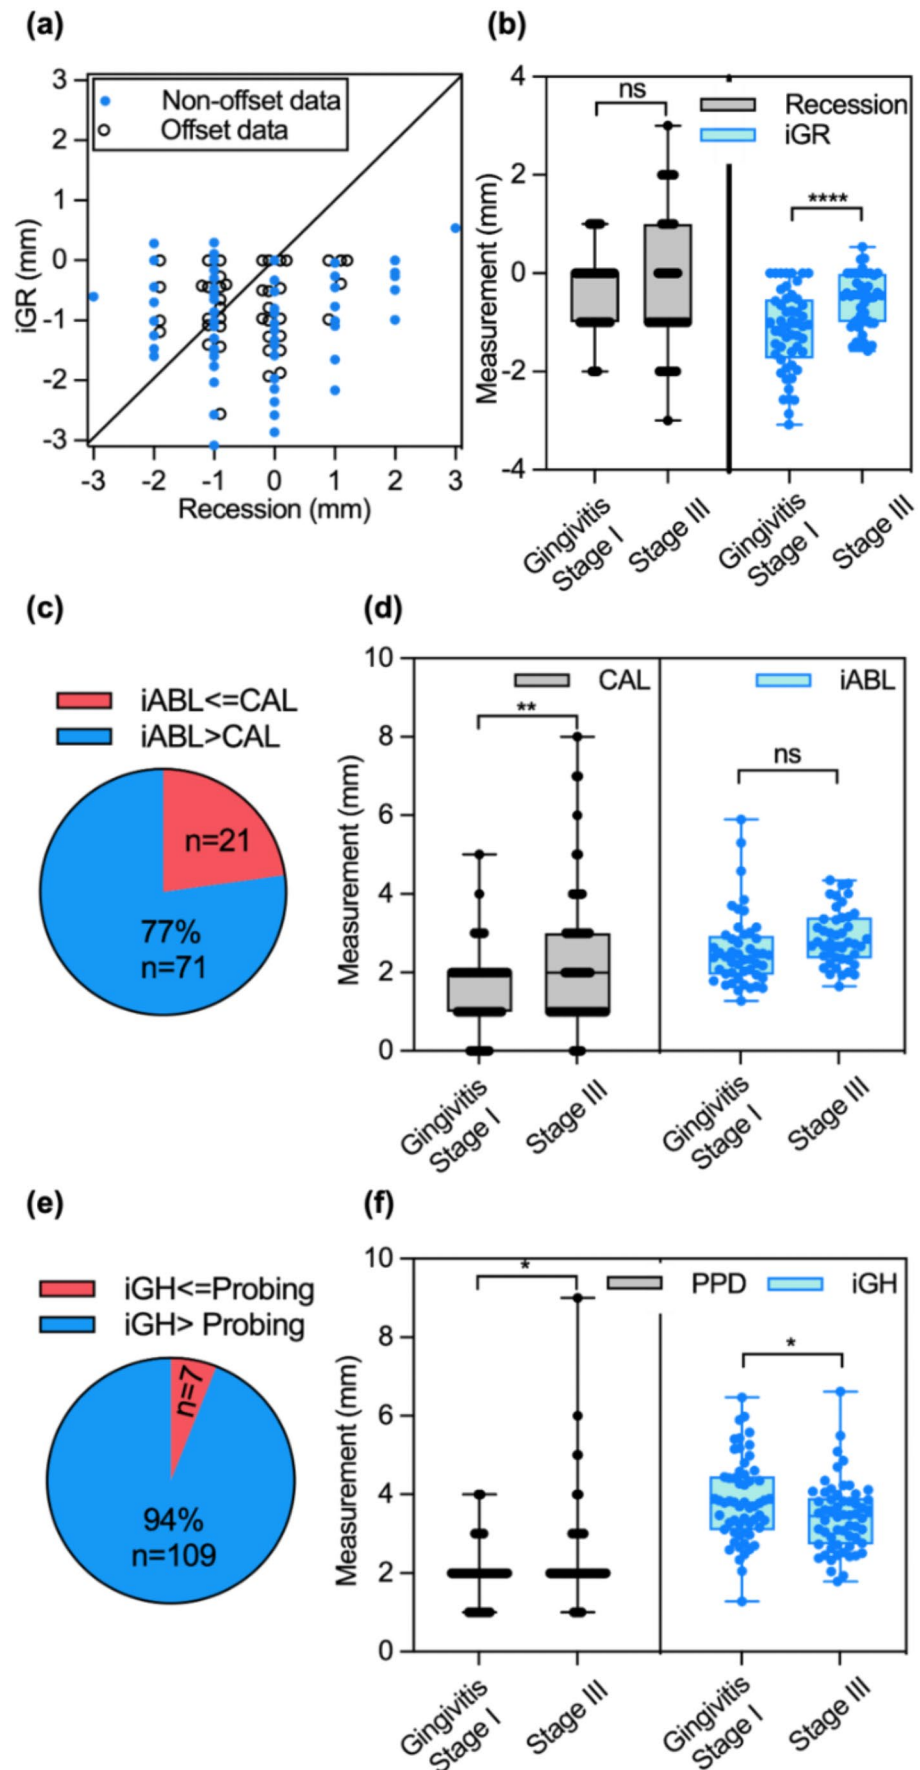 (a)
3
2
1
0
-1
-2
-3
iGR (mm)
Non-offset data
Offset data
-3 -2 -1 0 1 2 3
Recession (mm)
(b)
4
2
0
-2
-4
Measurement (mm)
ns
Recession
iGR
****
Gingivitis
Stage I
Stage III
Gingivitis
Stage I
Stage III
(c)
iABL<=CAL
iABL>CAL
n=21
77%
n=71
(d)
10
8
6
4
2
0
Measurement (mm)
CAL
**
iABL
ns
Gingivitis
Stage I
Stage III
Gingivitis
Stage I
Stage III
(e)
iGH<=Probing
iGH> Probing
n=7
94%
n=109
(f)
10
8
6
4
2
0
Measurement (mm)
*
PPD
iGH
*
Gingivitis
Stage I
Stage III
Gingivitis
Stage I
Stage III